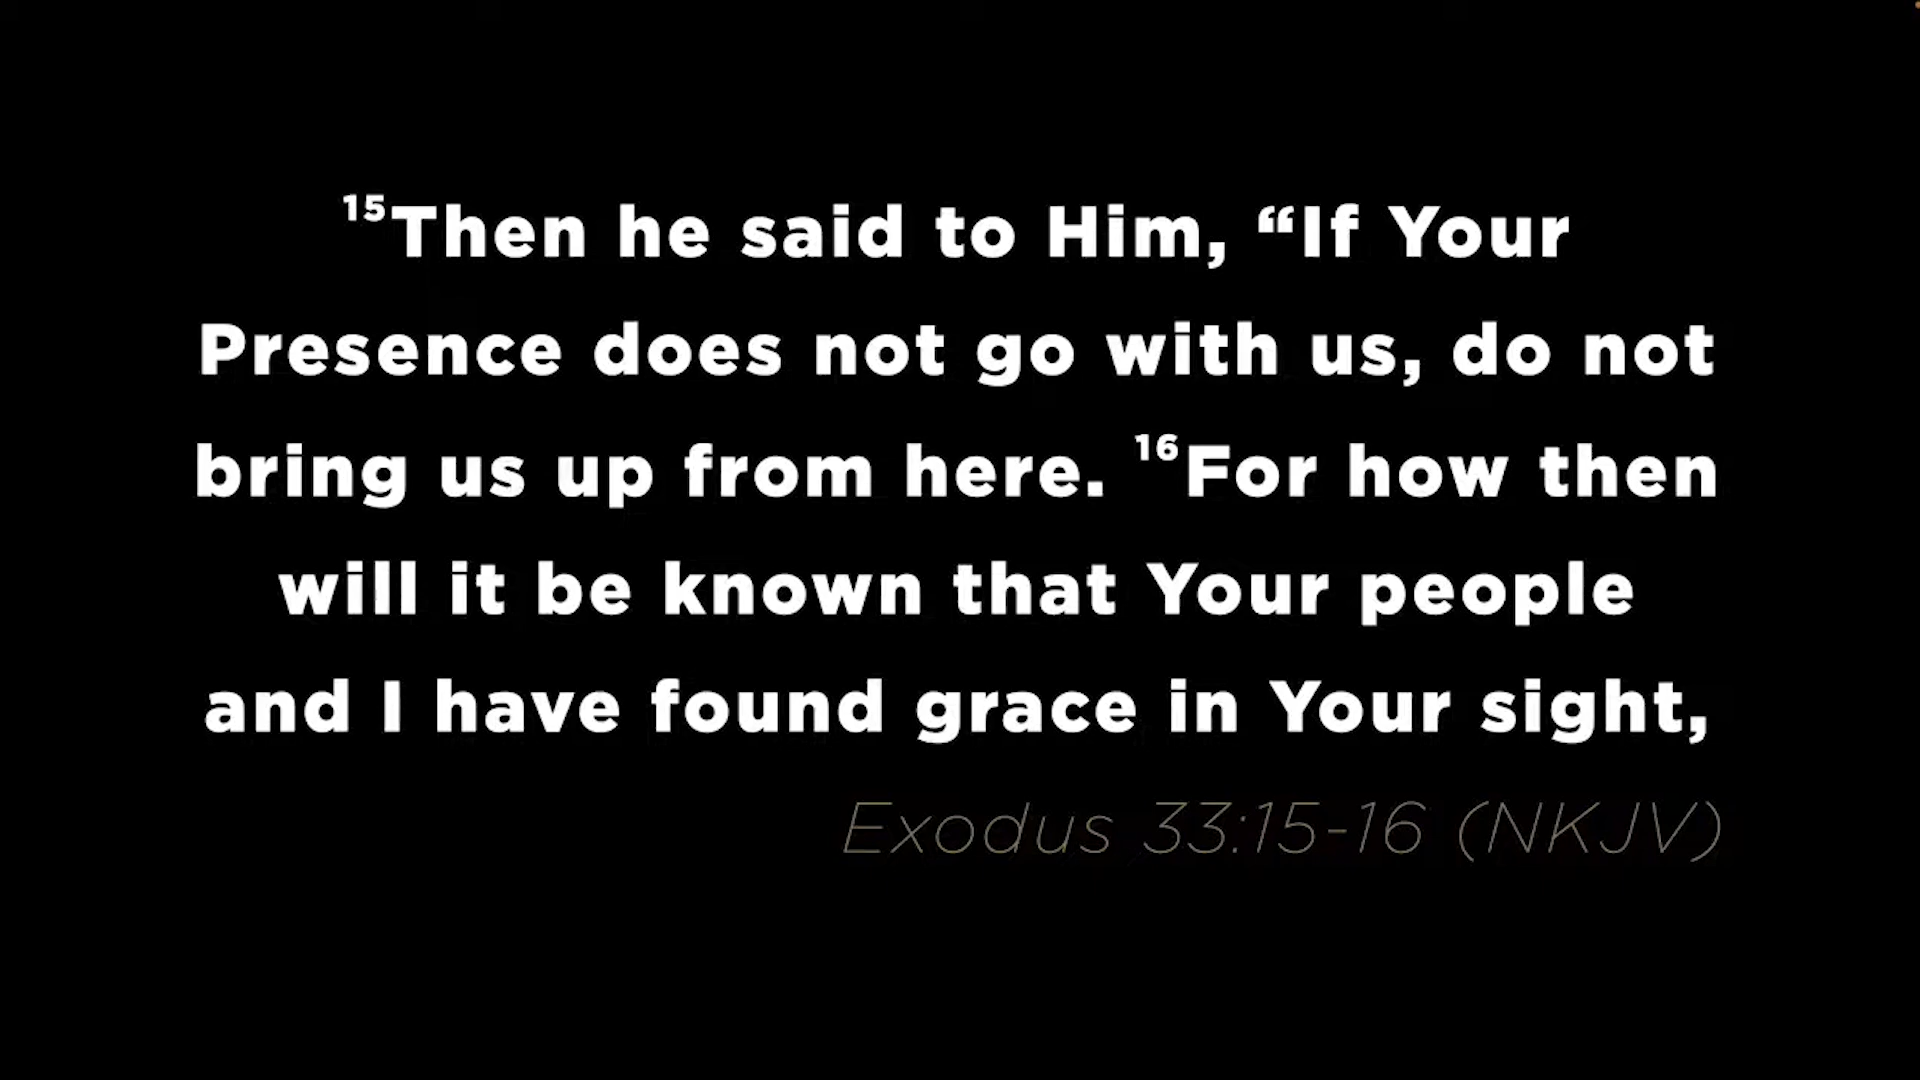 ¹⁵Then he said to Him, “If Your
Presence does not go with us, do not
bring us up from here. ¹⁶For how then
will it be known that Your people
and I have found grace in Your sight,
Exodus 33:15-16 (NKJV)